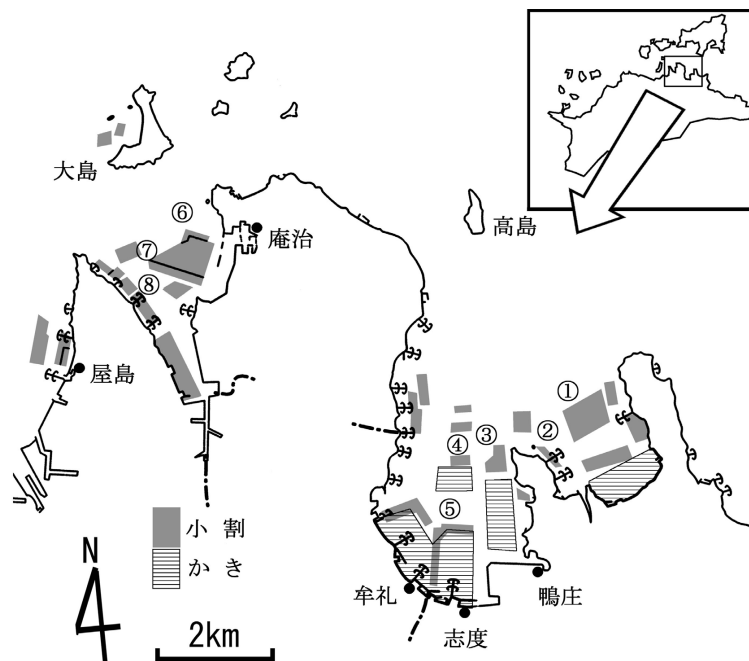 大島
⑥
庵治
高島
⑦
⑧
屋島
①
②
③
④
⑤
小割
かき
N
2km
牟礼
志度
鴨庄